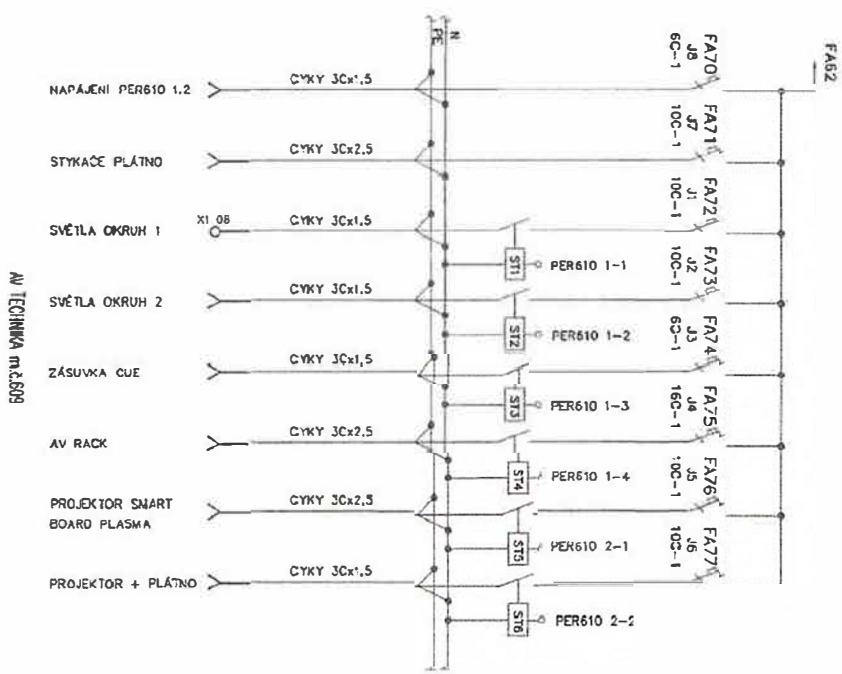 FA62
N
PE
NAPÁJENÍ PER610 1.2
CYKY 3Cx1,5
FA70
J8
6C-1
STYKAČE PLÁTNO
CYKY 3Cx2,5
FA71
J7
10C-1
SVĚTLA OKRUH 1
X1 08
CYKY 3Cx1,5
FA72
J1
10C-1
ST1
PER610 1-1
SVĚTLA OKRUH 2
CYKY 3Cx1,5
FA73
J2
10C-1
ST2
PER610 1-2
ZÁSUVKA CUE
CYKY 3Cx1,5
FA74
J3
6C-1
ST3
PER610 1-3
AV RACK
CYKY 3Cx2,5
FA75
J4
16C-1
ST4
PER610 1-4
PROJEKTOR SMART
BOARD PLASMA
CYKY 3Cx2,5
FA76
J5
10C-1
ST5
PER610 2-1
PROJEKTOR + PLÁTNO
CYKY 3Cx1,5
FA77
J6
10C-1
ST6
PER610 2-2
AV TECHNIKA m.č.609